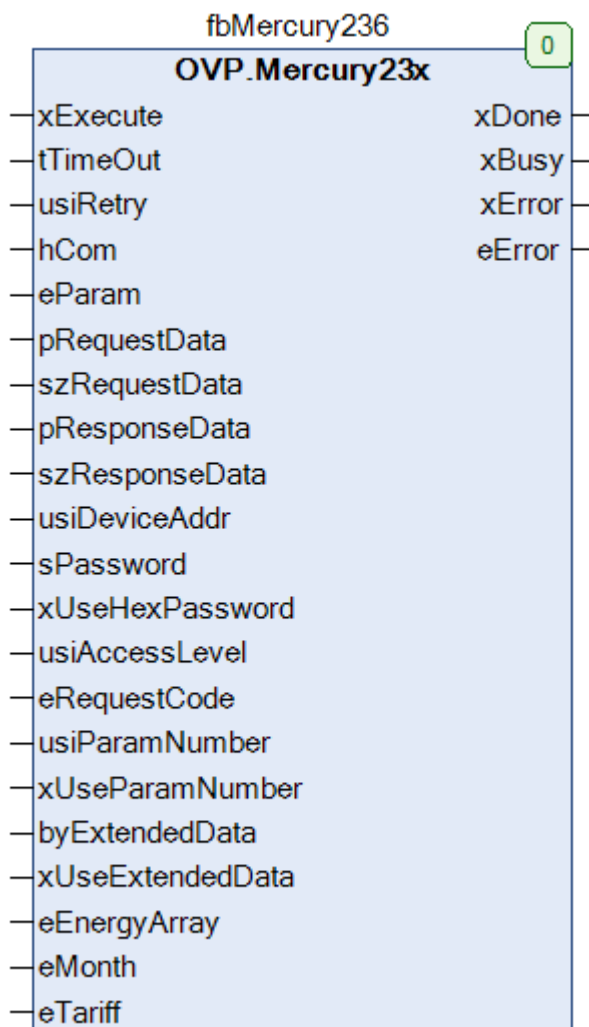 fbMercury236
0
OVP.Mercury23x
xExecute xDone
tTimeOut xBusy
usiRetry xError
hCom eError
eParam
pRequestData
szRequestData
pResponseData
szResponseData
usiDeviceAddr
sPassword
xUseHexPassword
usiAccessLevel
eRequestCode
usiParamNumber
xUseParamNumber
byExtendedData
xUseExtendedData
eEnergyArray
eMonth
eTariff